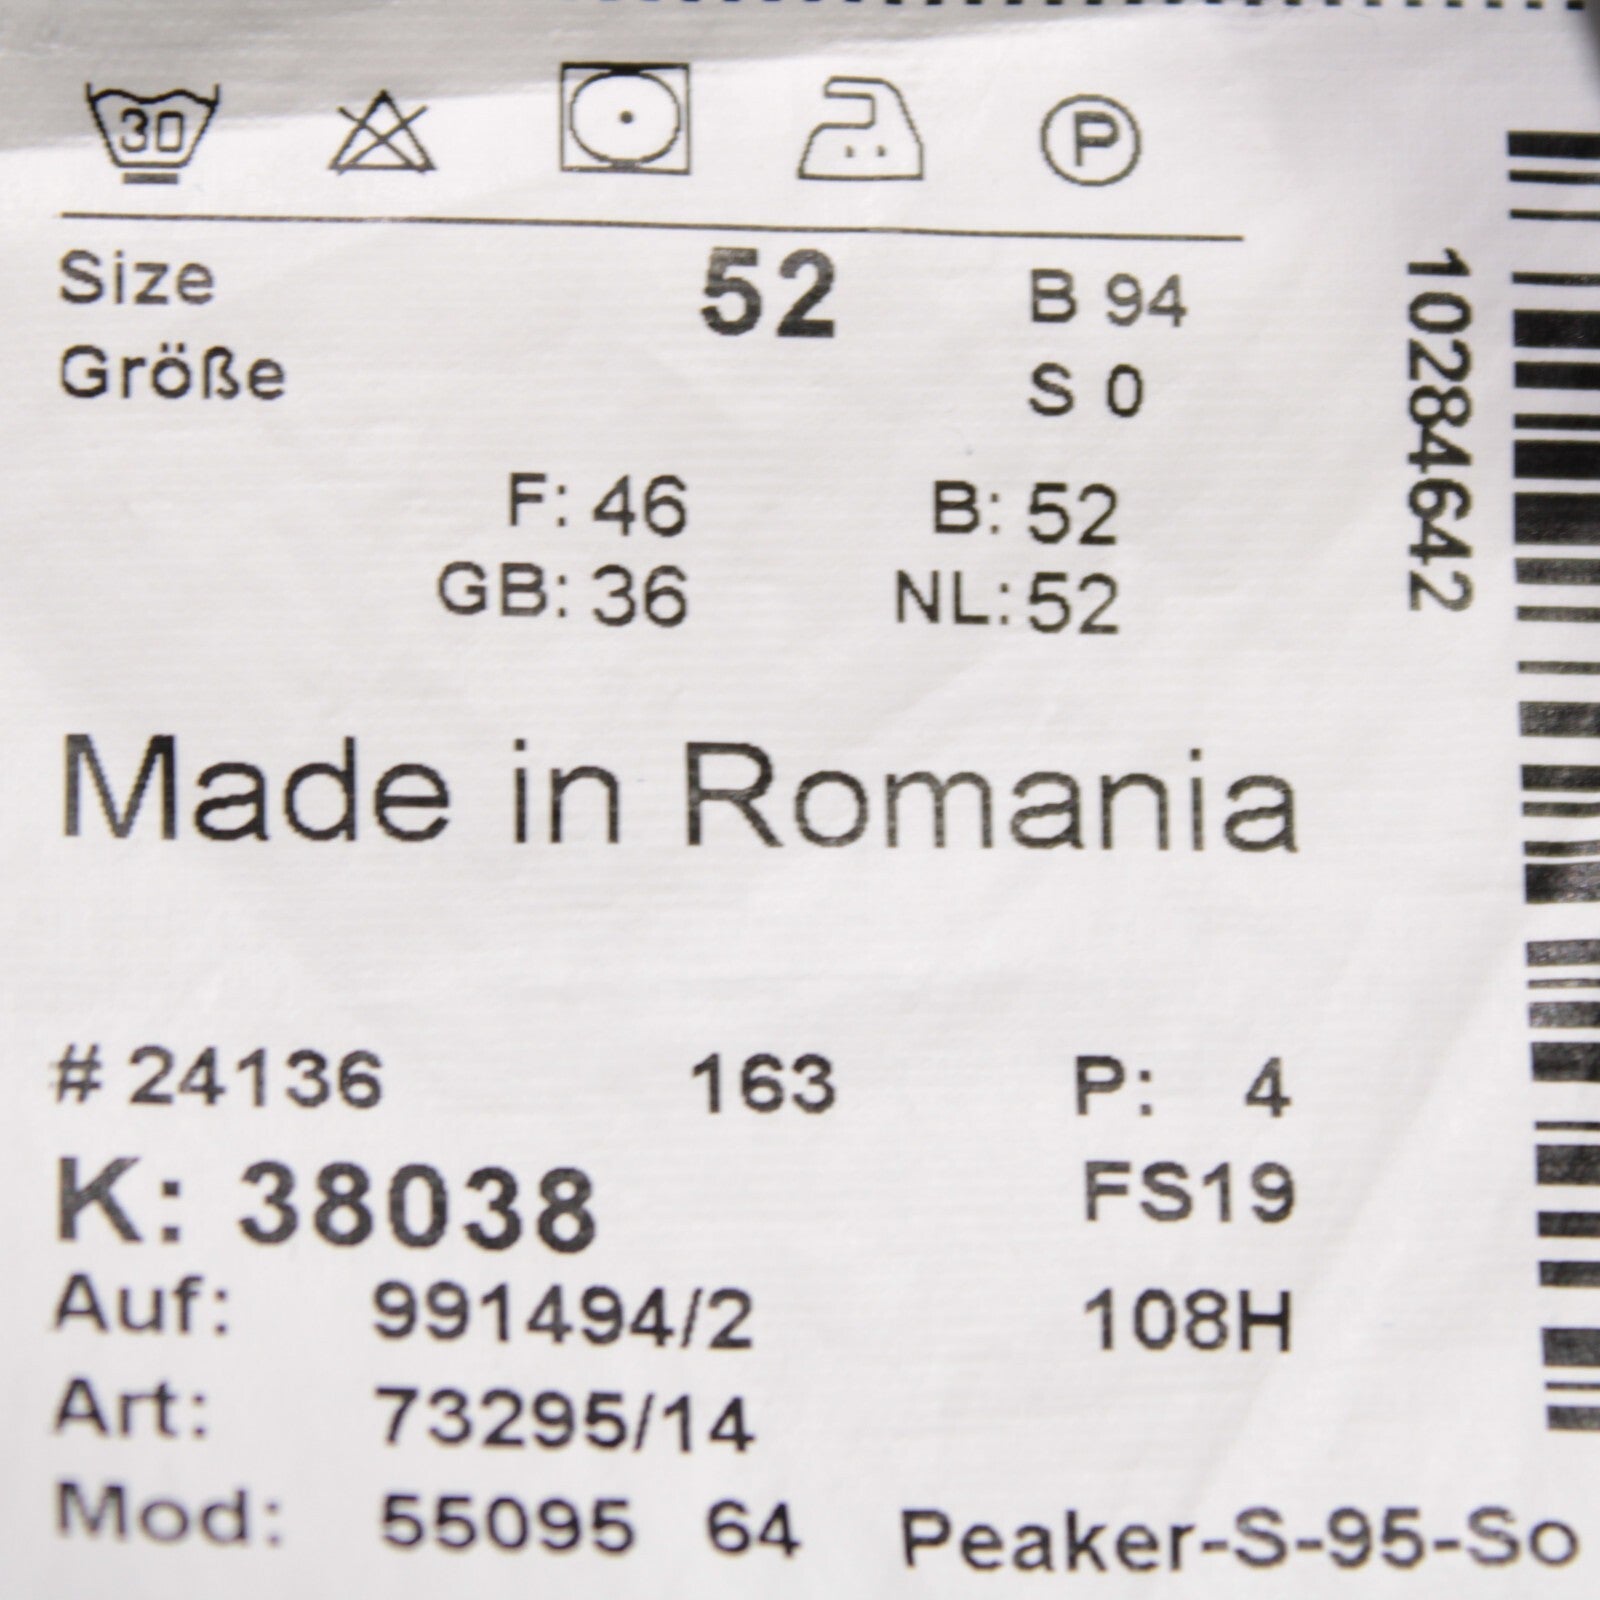 30 P
Size 52 B 94
Größe S 0
F: 46 B: 52
GB: 36 NL: 52
Made in Romania
# 24136 163 P: 4
K: 38038 FS19
Auf: 991494/2 108H
Art: 73295/14
Mod: 55095 64 Peaker-S-95-So
10284642